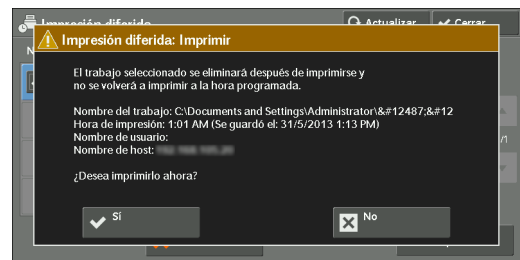 Impresión diferida
Actualizar
Cerrar
Impresión diferida: Imprimir
El trabajo seleccionado se eliminará después de imprimirse y
no se volverá a imprimir a la hora programada.
Nombre del trabajo: C:\Documents and Settings\Administrator\&#12487;&#12
Hora de impresión: 1:01 AM (Se guardó el: 31/5/2013 1:13 PM)
Nombre de usuario:
Nombre de host:
¿Desea imprimirlo ahora?
/1
Sí
No